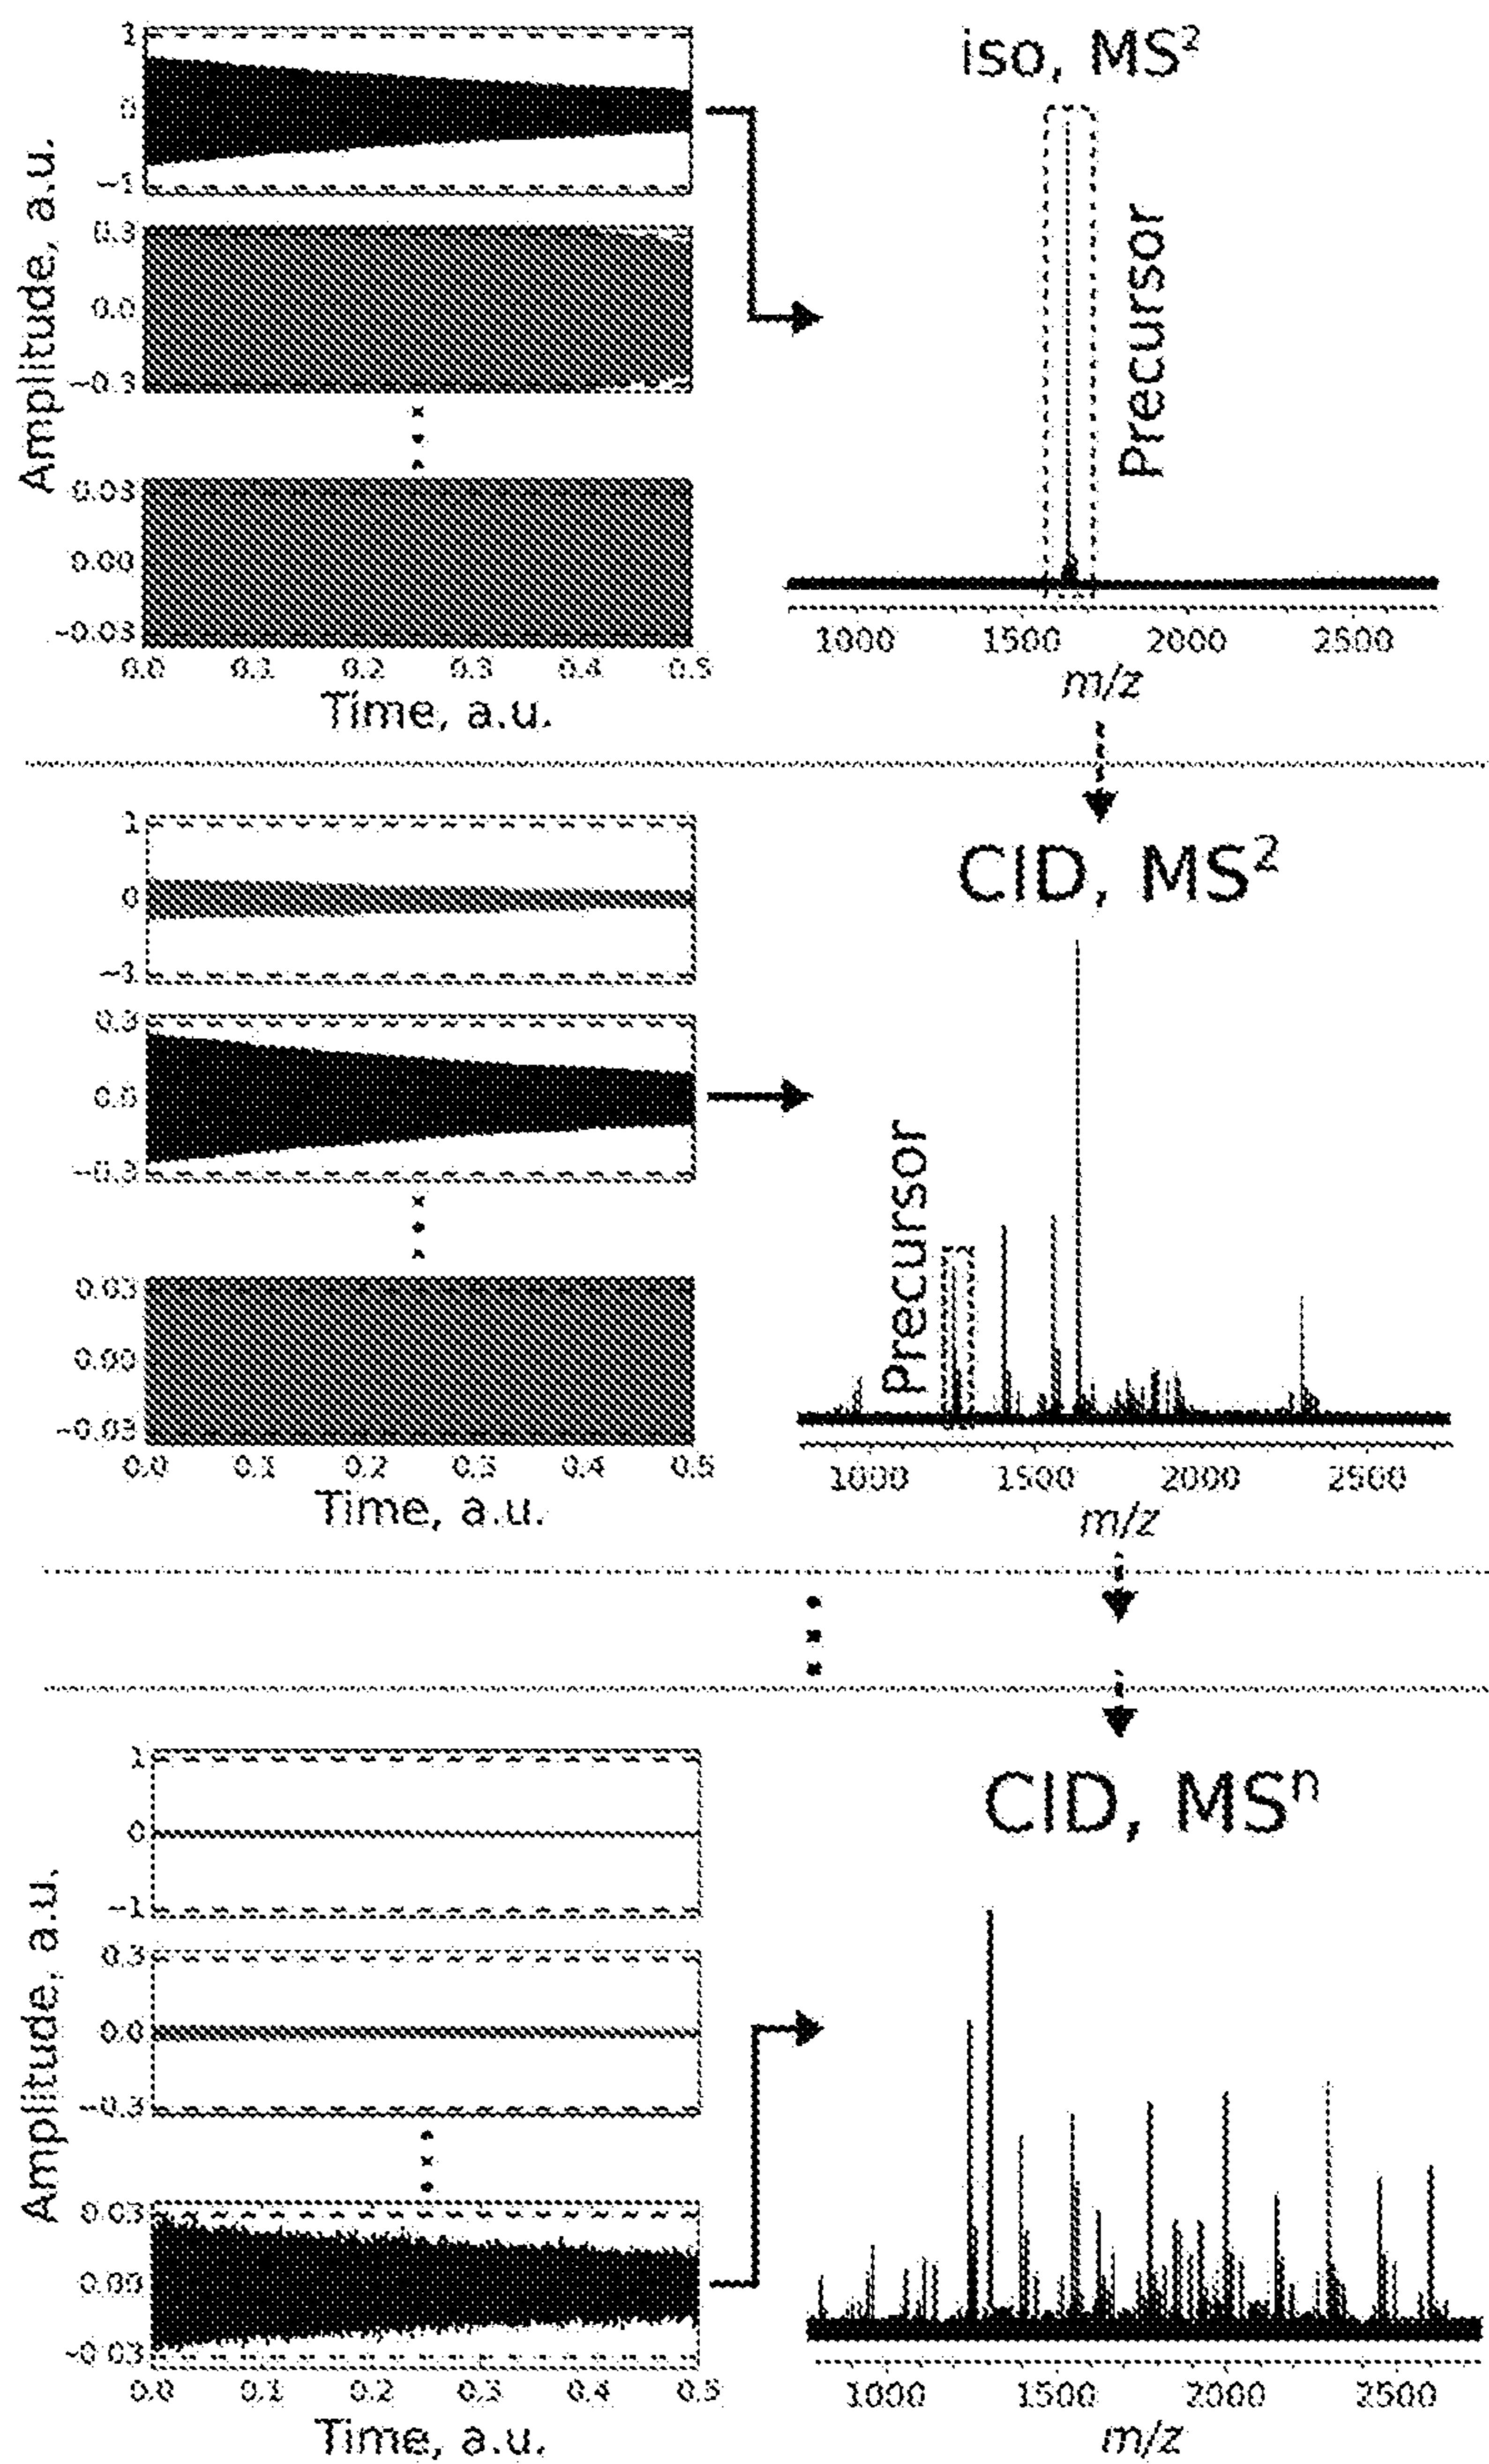 iso, MS²
Amplitude, a.u.
1
0
−1
0.3
0.0
−0.3
0.03
0.00
−0.03
0.0 0.1 0.2 0.3 0.4 0.5
Time, a.u.
Precursor
1000 1500 2000 2500
m/z
CID, MS²
1
0
−1
0.3
0.0
−0.3
0.03
0.00
−0.03
0.0 0.1 0.2 0.3 0.4 0.5
Time, a.u.
Precursor
1000 1500 2000 2500
m/z
CID, MSⁿ
Amplitude, a.u.
1
0
−1
0.3
0.0
−0.3
0.03
0.00
−0.03
0.0 0.1 0.2 0.3 0.4 0.5
Time, a.u.
1000 1500 2000 2500
m/z